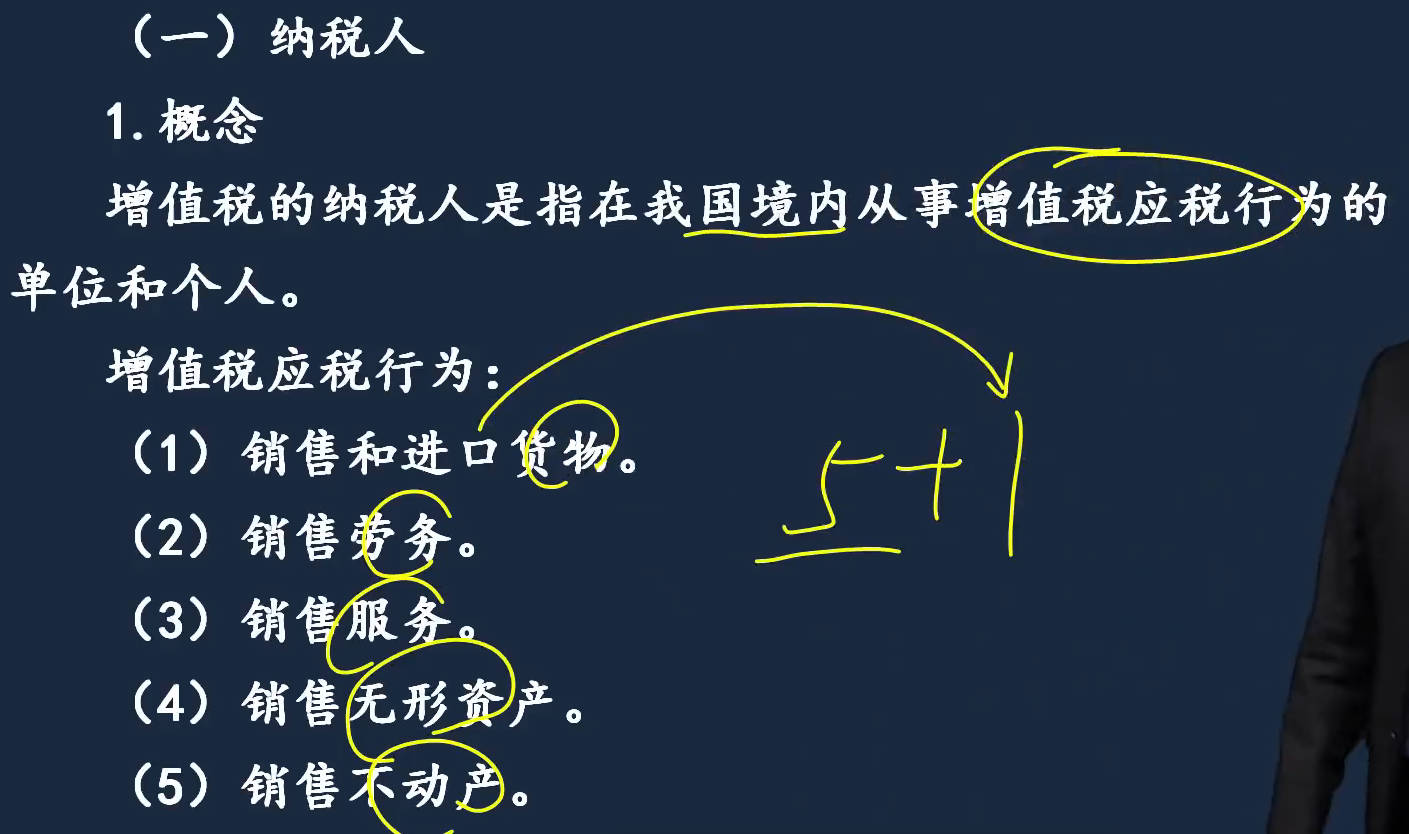 （一）纳税人
1.概念
增值税的纳税人是指在我国境内从事增值税应税行为的
单位和个人。
增值税应税行为：
（1）销售和进口货物。
5+1
（2）销售劳务。
（3）销售服务。
（4）销售无形资产。
（5）销售不动产。